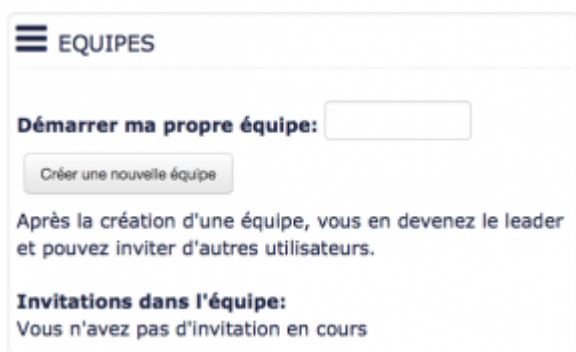 EQUIPES
Démarrer ma propre équipe:
Créer une nouvelle équipe
Après la création d'une équipe, vous en devenez le leader
et pouvez inviter d'autres utilisateurs.
Invitations dans l'équipe:
Vous n'avez pas d'invitation en cours